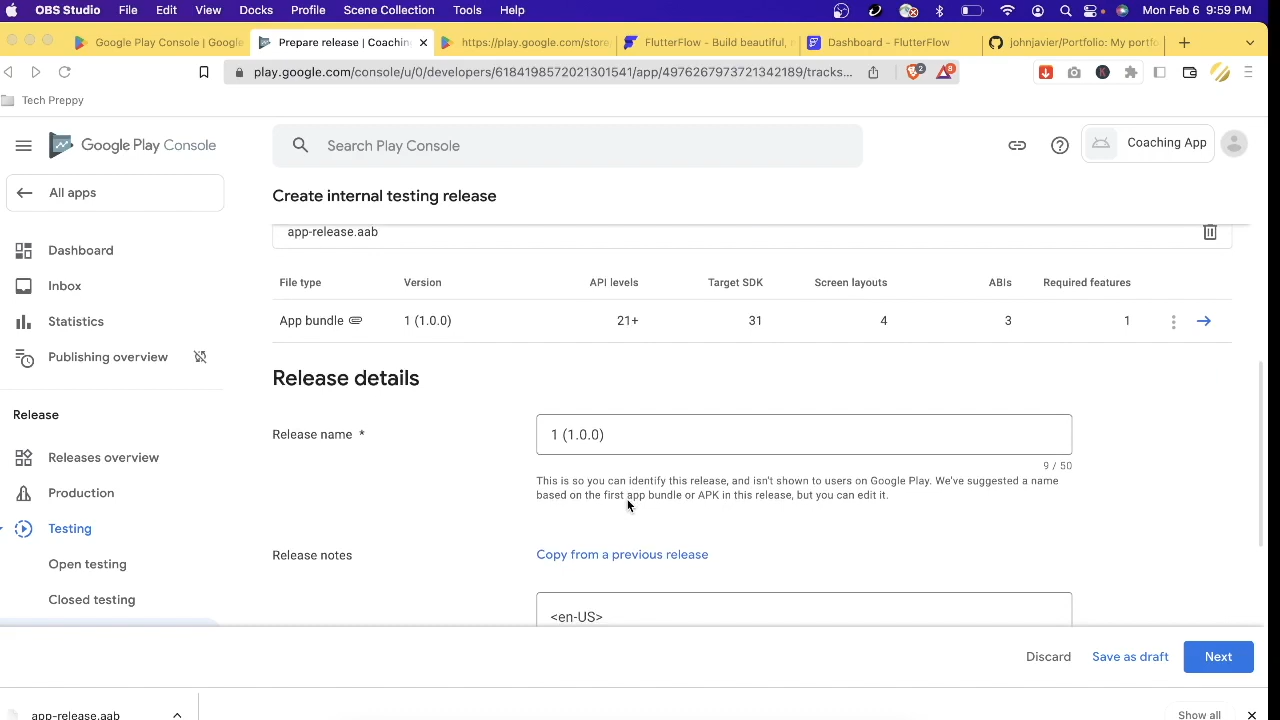 OBS Studio File Edit View Docks Profile Scene Collection Tools Help Mon Feb 6 9:59 PM
Google Play Console | Google Prepare release | Coachin https://play.google.com/store FlutterFlow - Build beautiful, Dashboard - FlutterFlow johnjavier/Portfolio: My portfo
play.google.com/console/u/0/developers/6184198572021301541/app/4976267973721342189/tracks... 2 8
Tech Preppy
Google Play Console
Search Play Console
Coaching App
All apps
Create internal testing release
app-release.aab
Dashboard
File type Version API levels Target SDK Screen layouts ABIs Required features
Inbox
App bundle 1 (1.0.0) 21+ 31 4 3 1
Statistics
Publishing overview
Release details
Release
Release name * 1 (1.0.0)
Releases overview
9 / 50
This is so you can identify this release, and isn't shown to users on Google Play. We've suggested a name
based on the first app bundle or APK in this release, but you can edit it.
Production
Testing
Release notes Copy from a previous release
Open testing
Closed testing
<en-US>
Discard Save as draft Next
app-release.aab Show all